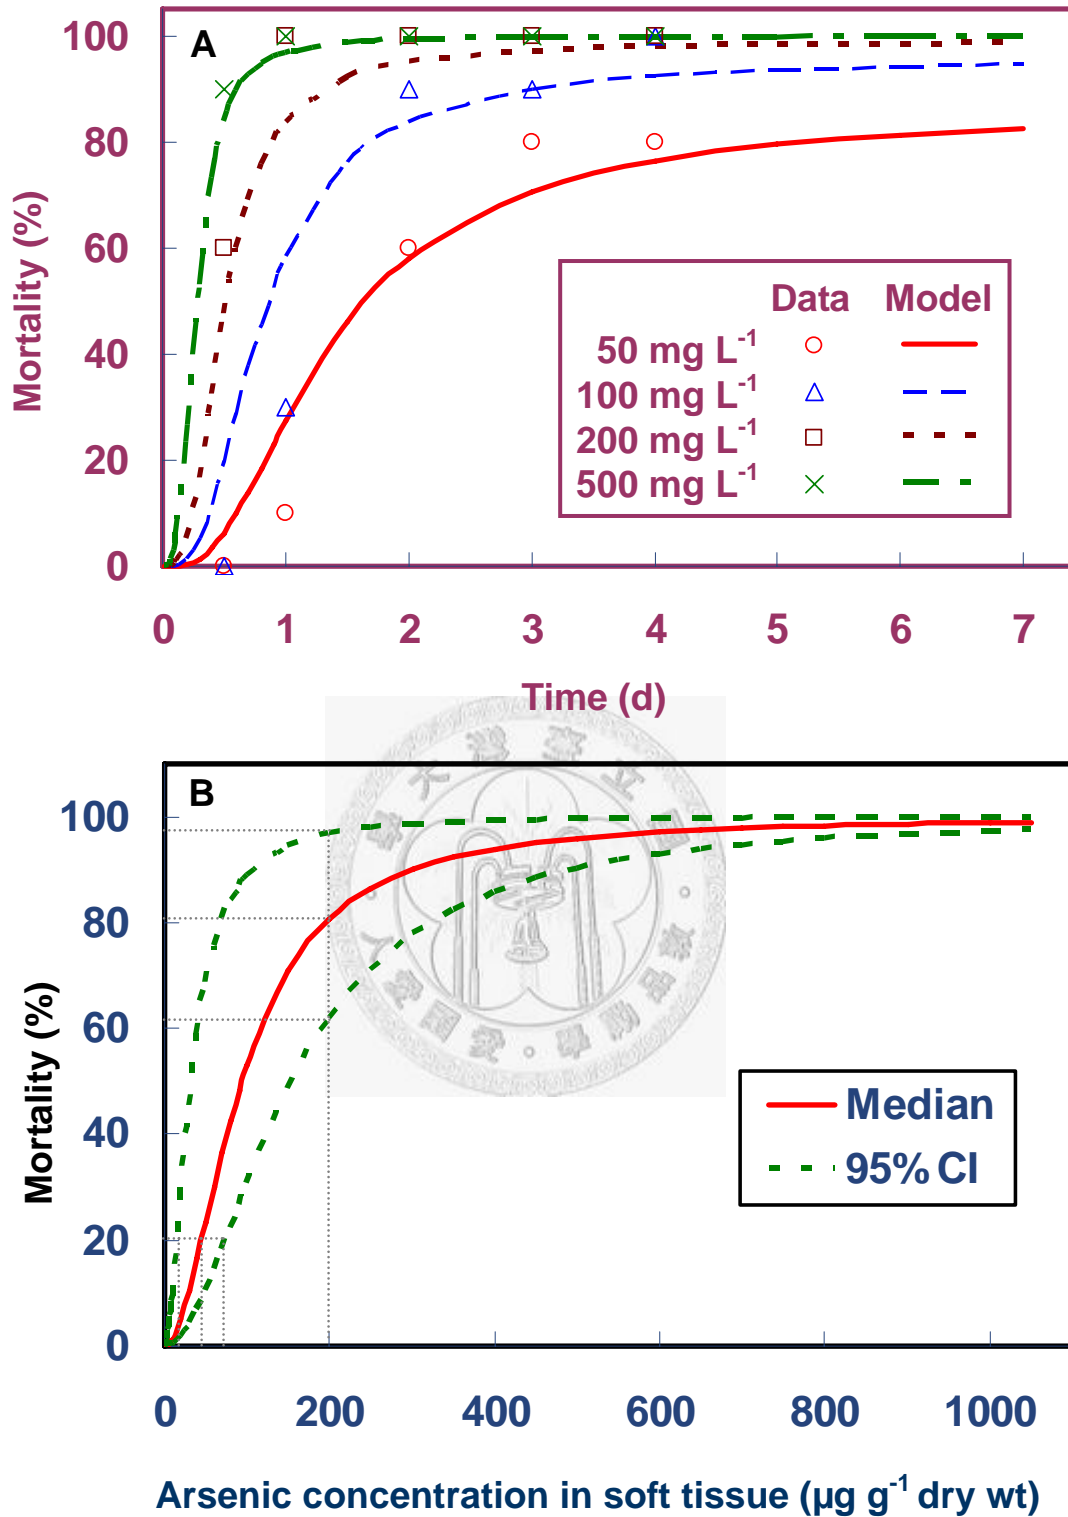 A
100
80
60
40
20
0
Mortality (%)
Data Model
50 mg L-1
100 mg L-1
200 mg L-1
500 mg L-1
0 1 2 3 4 5 6 7
Time (d)
B
100
80
60
40
20
0
Mortality (%)
Median
95% CI
0 200 400 600 800 1000
Arsenic concentration in soft tissue (µg g-1 dry wt)